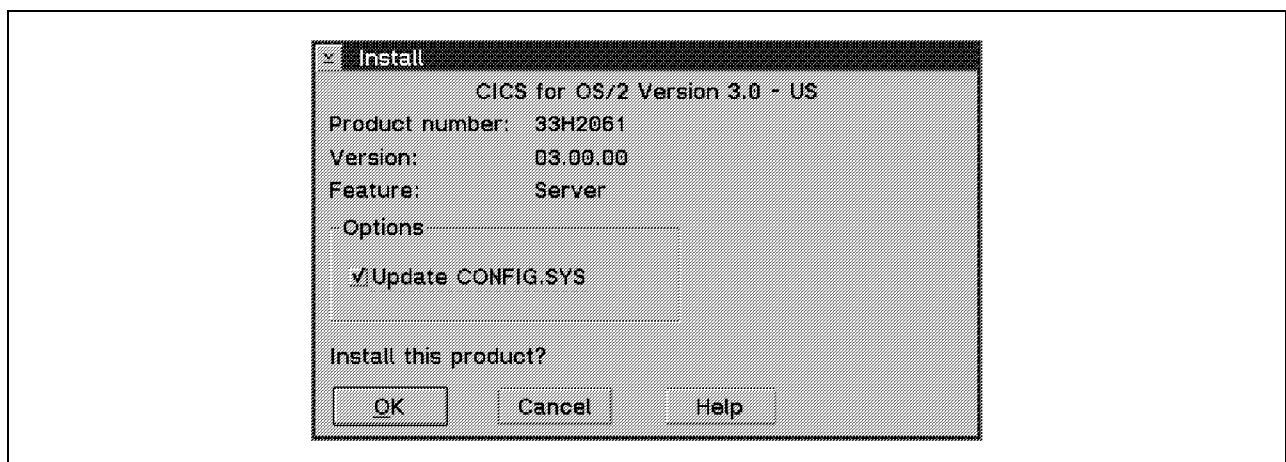 Install
CICS for OS/2 Version 3.0 - US
Product number: 33H2061
Version: 03.00.00
Feature: Server
Options
Update CONFIG.SYS
Install this product?
OK Cancel Help